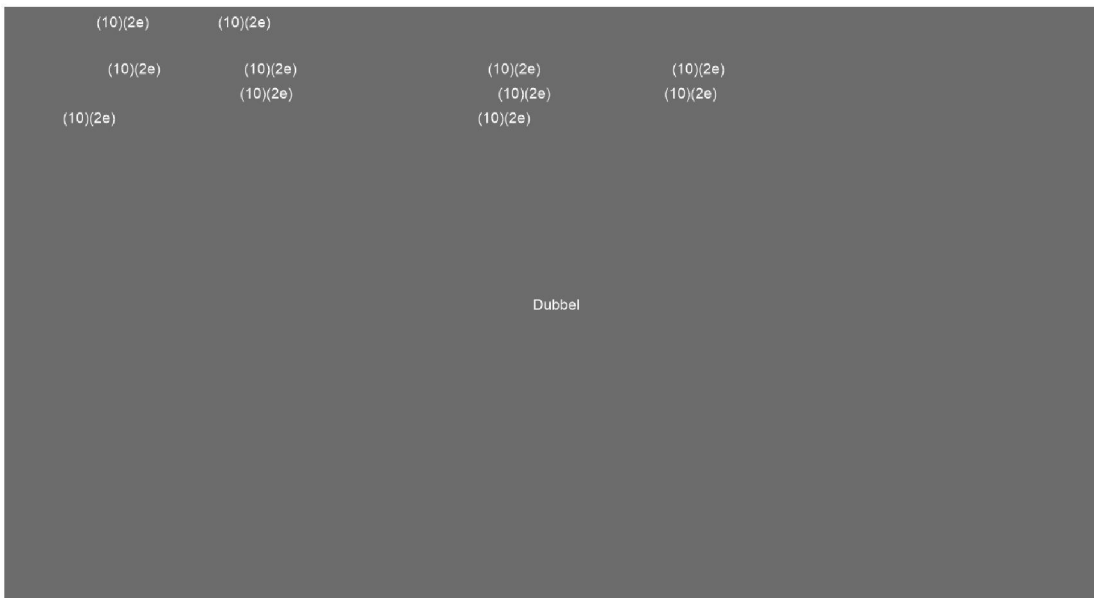 (10)(2e) (10)(2e)
(10)(2e) (10)(2e) (10)(2e) (10)(2e)
(10)(2e) (10)(2e) (10)(2e)
(10)(2e) (10)(2e)
Dubbel